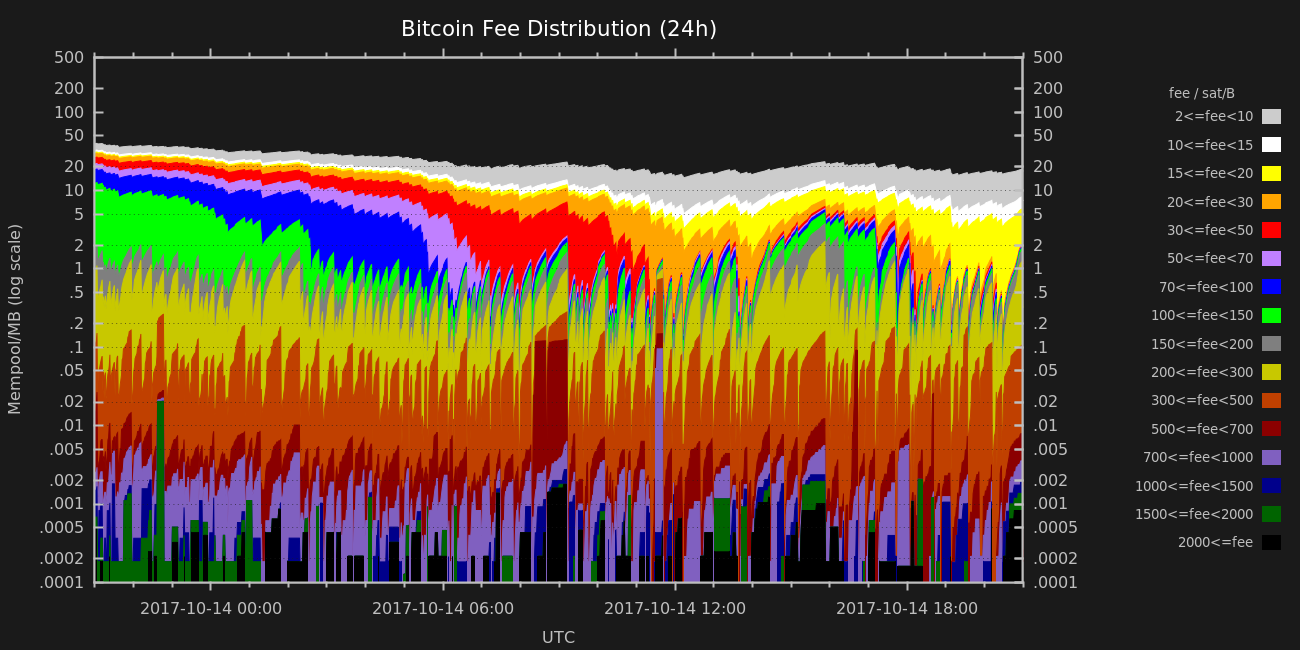 Bitcoin Fee Distribution (24h)
Mempool/MB (log scale)
500
200
100
50
20
10
5
2
1
.5
.2
.1
.05
.02
.01
.005
.002
.001
.0005
.0002
.0001
500
200
100
50
20
10
5
2
1
.5
.2
.1
.05
.02
.01
.005
.002
.001
.0005
.0002
.0001
2017-10-14 00:00
2017-10-14 06:00
2017-10-14 12:00
2017-10-14 18:00
UTC
fee / sat/B
2<=fee<10
10<=fee<15
15<=fee<20
20<=fee<30
30<=fee<50
50<=fee<70
70<=fee<100
100<=fee<150
150<=fee<200
200<=fee<300
300<=fee<500
500<=fee<700
700<=fee<1000
1000<=fee<1500
1500<=fee<2000
2000<=fee